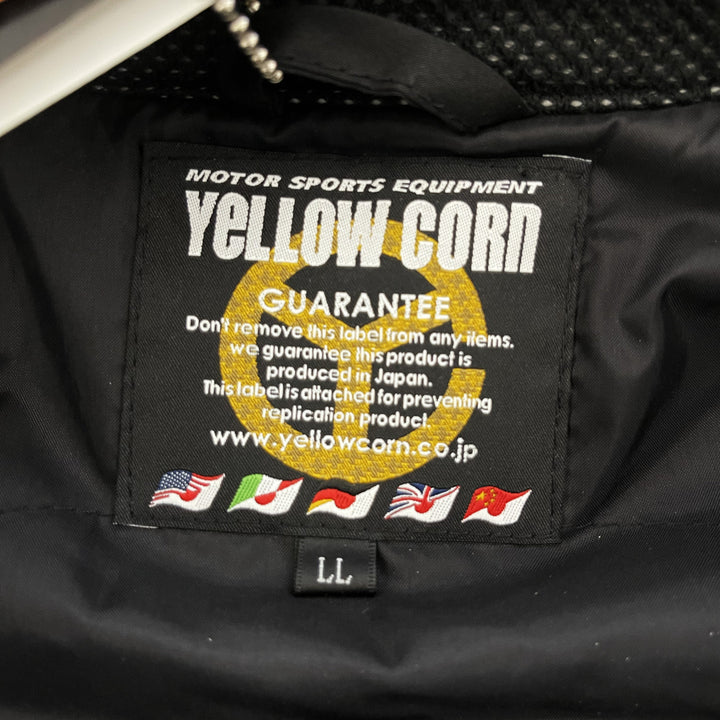 MOTOR SPORTS EQUIPMENT
YeLLOW CORn
GUARANTEE
Don't remove this label from any items.
we guarantee this product is
produced in Japan.
This label is attached for preventing
replication product.
www.yellowcorn.co.jp
LL